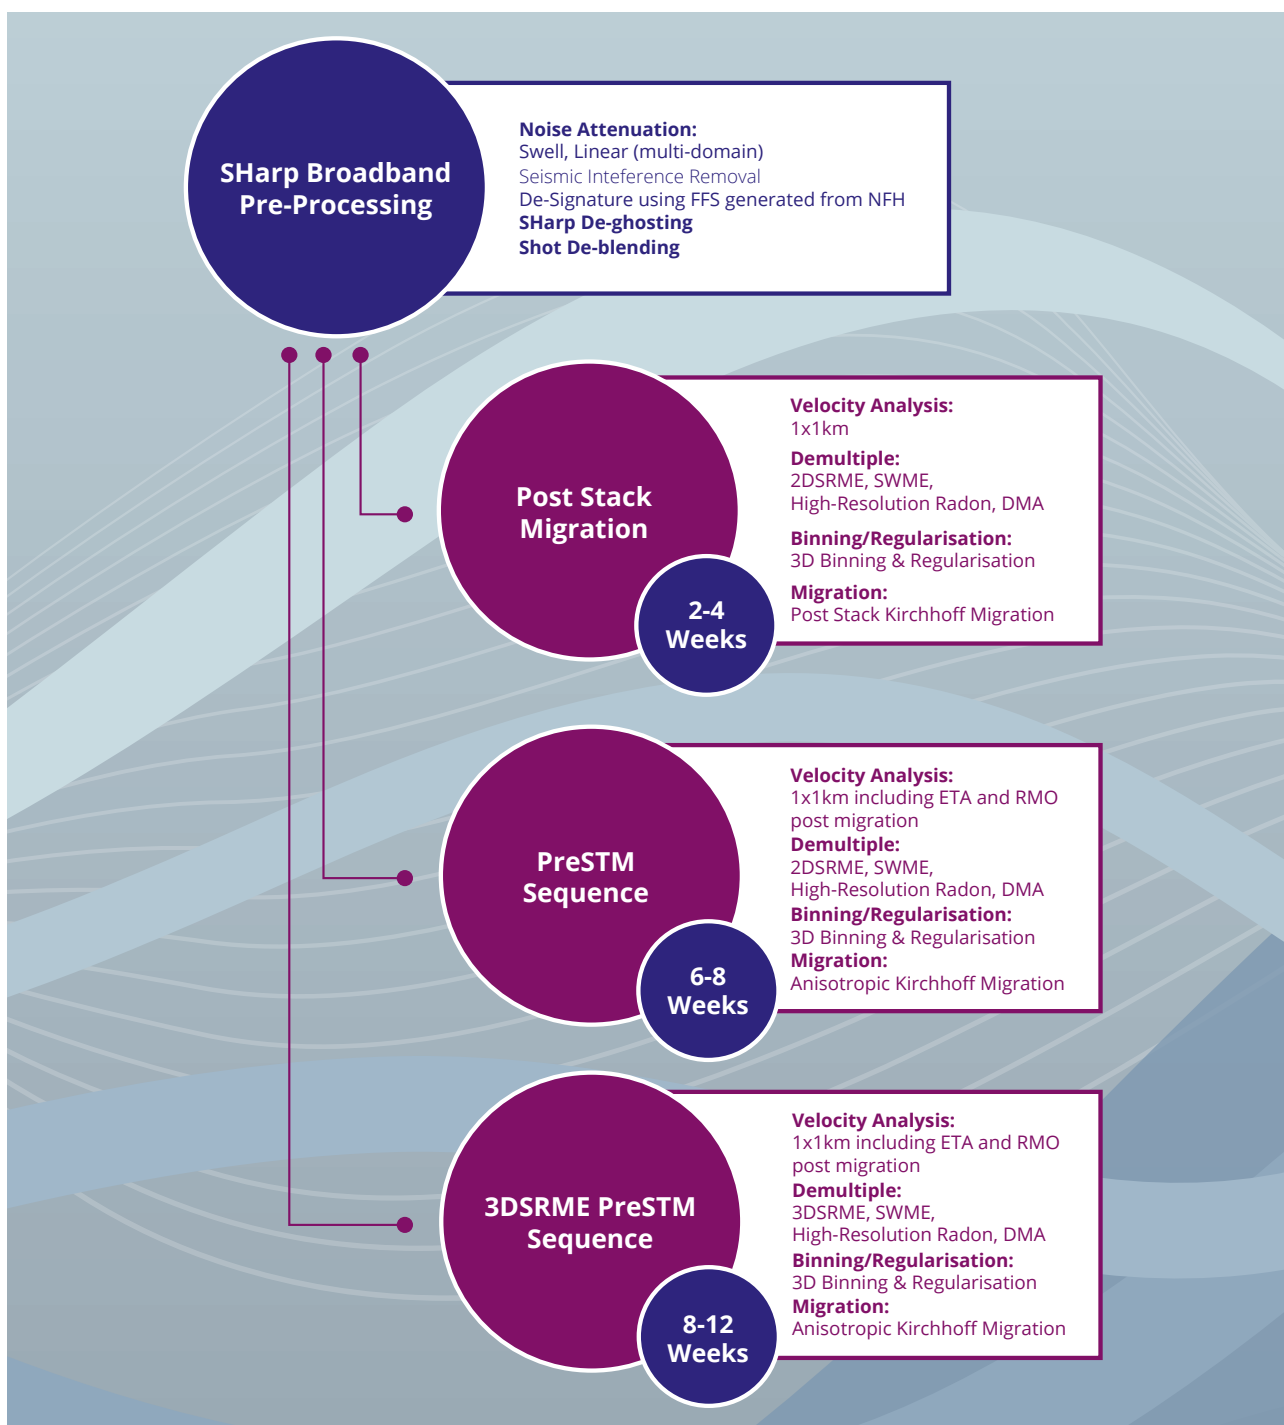 SHarp Broadband
Pre-Processing
Noise Attenuation:
Swell, Linear (multi-domain)
Seismic Inteference Removal
De-Signature using FFS generated from NFH
SHarp De-ghosting
Shot De-blending
Post Stack
Migration
2-4
Weeks
Velocity Analysis:
1x1km
Demultiple:
2DSRME, SWME,
High-Resolution Radon, DMA
Binning/Regularisation:
3D Binning & Regularisation
Migration:
Post Stack Kirchhoff Migration
PreSTM
Sequence
6-8
Weeks
Velocity Analysis:
1x1km including ETA and RMO
post migration
Demultiple:
2DSRME, SWME,
High-Resolution Radon, DMA
Binning/Regularisation:
3D Binning & Regularisation
Migration:
Anisotropic Kirchhoff Migration
3DSRME PreSTM
Sequence
8-12
Weeks
Velocity Analysis:
1x1km including ETA and RMO
post migration
Demultiple:
3DSRME, SWME,
High-Resolution Radon, DMA
Binning/Regularisation:
3D Binning & Regularisation
Migration:
Anisotropic Kirchhoff Migration